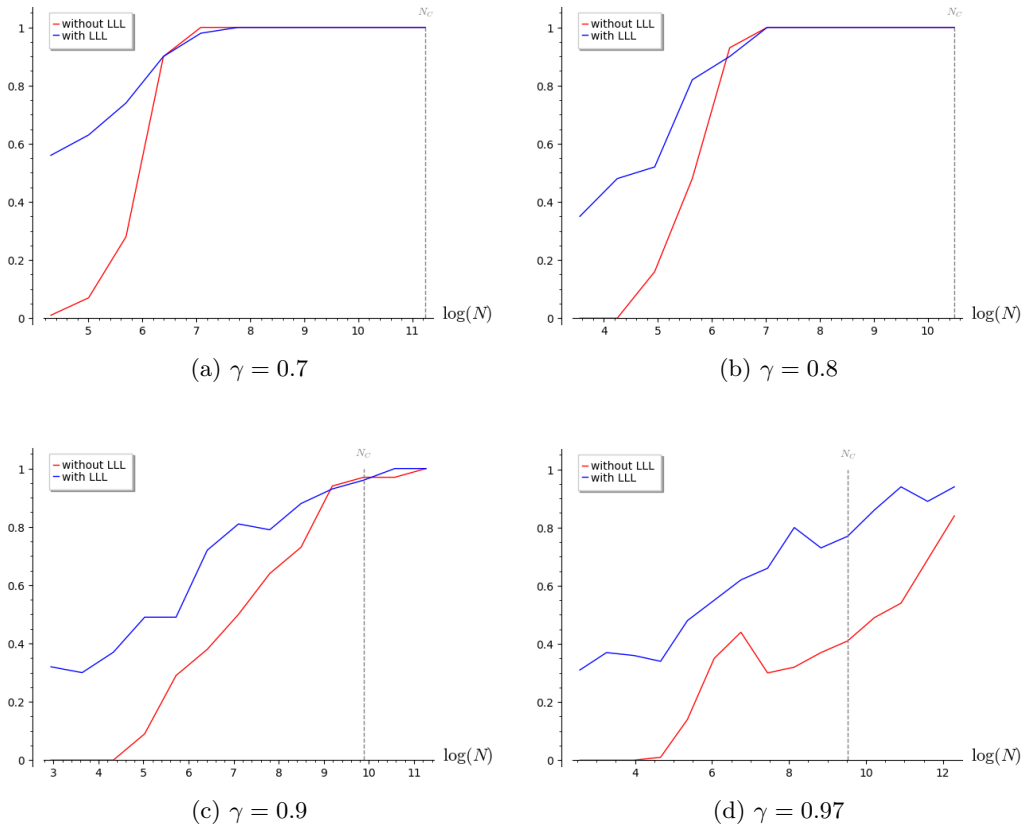 N_C
without LLL
with LLL
1
0.8
0.6
0.4
0.2
0
5 6 7 8 9 10 11
log(N)
(a) γ = 0.7
N_C
without LLL
with LLL
1
0.8
0.6
0.4
0.2
0
4 5 6 7 8 9 10
log(N)
(b) γ = 0.8
N_C
without LLL
with LLL
1
0.8
0.6
0.4
0.2
0
3 4 5 6 7 8 9 10 11
log(N)
(c) γ = 0.9
N_C
without LLL
with LLL
1
0.8
0.6
0.4
0.2
0
4 6 8 10 12
log(N)
(d) γ = 0.97